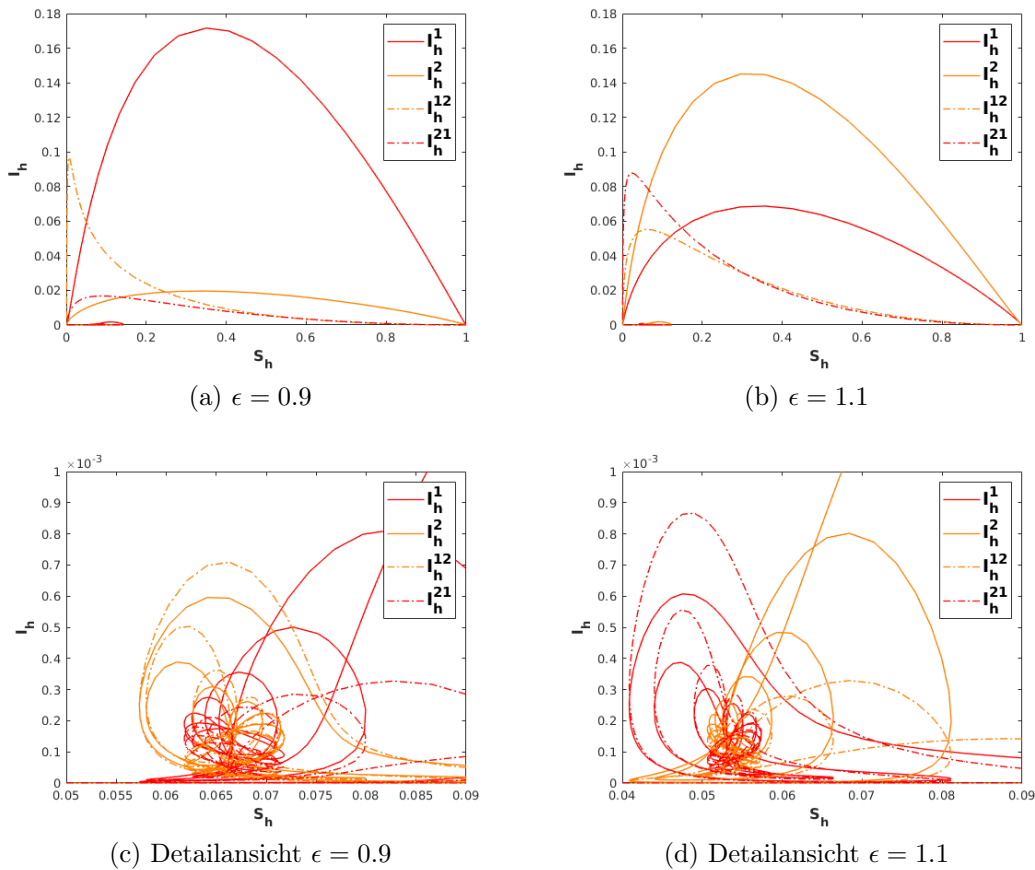 0.18
0.16
0.14
0.12
0.1
0.08
0.06
0.04
0.02
0
I_h
0 0.2 0.4 0.6 0.8 1
S_h
I_h^1
I_h^2
I_h^12
I_h^21
(a) ϵ = 0.9
0.18
0.16
0.14
0.12
0.1
0.08
0.06
0.04
0.02
0
I_h
0 0.2 0.4 0.6 0.8 1
S_h
I_h^1
I_h^2
I_h^12
I_h^21
(b) ϵ = 1.1
×10^-3
1
0.9
0.8
0.7
0.6
0.5
0.4
0.3
0.2
0.1
0
I_h
0.05 0.055 0.06 0.065 0.07 0.075 0.08 0.085 0.09
S_h
I_h^1
I_h^2
I_h^12
I_h^21
(c) Detailansicht ϵ = 0.9
×10^-3
1
0.9
0.8
0.7
0.6
0.5
0.4
0.3
0.2
0.1
0
I_h
0.04 0.05 0.06 0.07 0.08 0.09
S_h
I_h^1
I_h^2
I_h^12
I_h^21
(d) Detailansicht ϵ = 1.1